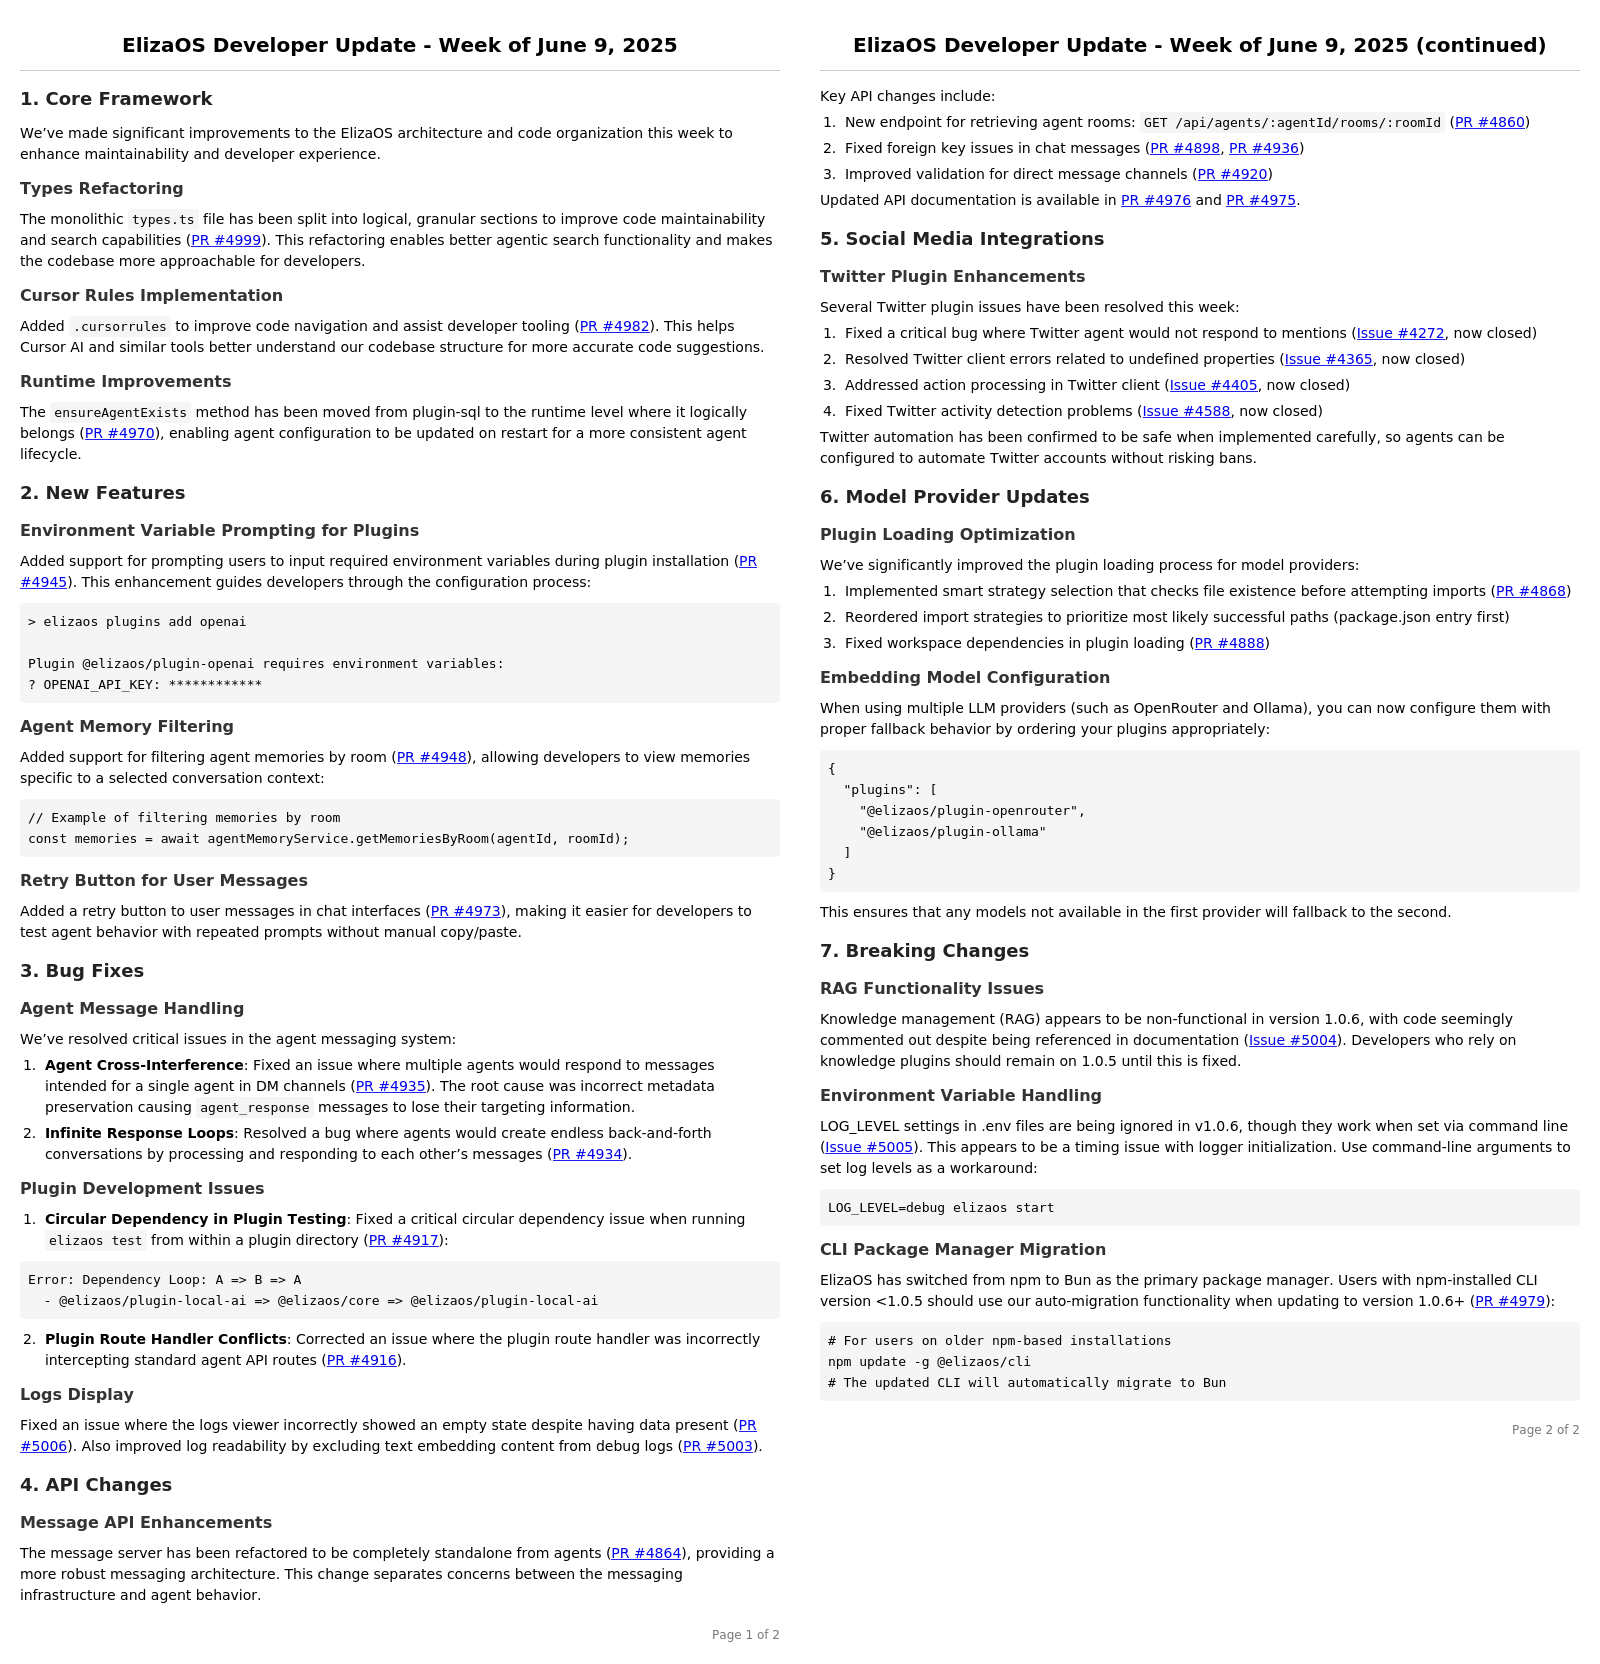 ElizaOS Developer Update - Week of June 9, 2025
1. Core Framework
We’ve made significant improvements to the ElizaOS architecture and code organization this week to
enhance maintainability and developer experience.
Types Refactoring
The monolithic types.ts file has been split into logical, granular sections to improve code maintainability
and search capabilities (PR #4999). This refactoring enables better agentic search functionality and makes
the codebase more approachable for developers.
Cursor Rules Implementation
Added .cursorrules to improve code navigation and assist developer tooling (PR #4982). This helps
Cursor AI and similar tools better understand our codebase structure for more accurate code suggestions.
Runtime Improvements
The ensureAgentExists method has been moved from plugin-sql to the runtime level where it logically
belongs (PR #4970), enabling agent configuration to be updated on restart for a more consistent agent
lifecycle.
2. New Features
Environment Variable Prompting for Plugins
Added support for prompting users to input required environment variables during plugin installation (PR
#4945). This enhancement guides developers through the configuration process:
> elizaos plugins add openai
Plugin @elizaos/plugin-openai requires environment variables:
? OPENAI_API_KEY: ************
Agent Memory Filtering
Added support for filtering agent memories by room (PR #4948), allowing developers to view memories
specific to a selected conversation context:
// Example of filtering memories by room
const memories = await agentMemoryService.getMemoriesByRoom(agentId, roomId);
Retry Button for User Messages
Added a retry button to user messages in chat interfaces (PR #4973), making it easier for developers to
test agent behavior with repeated prompts without manual copy/paste.
3. Bug Fixes
Agent Message Handling
We’ve resolved critical issues in the agent messaging system:
1. Agent Cross-Interference: Fixed an issue where multiple agents would respond to messages
intended for a single agent in DM channels (PR #4935). The root cause was incorrect metadata
preservation causing agent_response messages to lose their targeting information.
2. Infinite Response Loops: Resolved a bug where agents would create endless back-and-forth
conversations by processing and responding to each other’s messages (PR #4934).
Plugin Development Issues
1. Circular Dependency in Plugin Testing: Fixed a critical circular dependency issue when running
elizaos test from within a plugin directory (PR #4917):
Error: Dependency Loop: A => B => A
- @elizaos/plugin-local-ai => @elizaos/core => @elizaos/plugin-local-ai
2. Plugin Route Handler Conflicts: Corrected an issue where the plugin route handler was incorrectly
intercepting standard agent API routes (PR #4916).
Logs Display
Fixed an issue where the logs viewer incorrectly showed an empty state despite having data present (PR
#5006). Also improved log readability by excluding text embedding content from debug logs (PR #5003).
4. API Changes
Message API Enhancements
The message server has been refactored to be completely standalone from agents (PR #4864), providing a
more robust messaging architecture. This change separates concerns between the messaging
infrastructure and agent behavior.
Page 1 of 2
ElizaOS Developer Update - Week of June 9, 2025 (continued)
Key API changes include:
1. New endpoint for retrieving agent rooms: GET /api/agents/:agentId/rooms/:roomId (PR #4860)
2. Fixed foreign key issues in chat messages (PR #4898, PR #4936)
3. Improved validation for direct message channels (PR #4920)
Updated API documentation is available in PR #4976 and PR #4975.
5. Social Media Integrations
Twitter Plugin Enhancements
Several Twitter plugin issues have been resolved this week:
1. Fixed a critical bug where Twitter agent would not respond to mentions (Issue #4272, now closed)
2. Resolved Twitter client errors related to undefined properties (Issue #4365, now closed)
3. Addressed action processing in Twitter client (Issue #4405, now closed)
4. Fixed Twitter activity detection problems (Issue #4588, now closed)
Twitter automation has been confirmed to be safe when implemented carefully, so agents can be
configured to automate Twitter accounts without risking bans.
6. Model Provider Updates
Plugin Loading Optimization
We’ve significantly improved the plugin loading process for model providers:
1. Implemented smart strategy selection that checks file existence before attempting imports (PR #4868)
2. Reordered import strategies to prioritize most likely successful paths (package.json entry first)
3. Fixed workspace dependencies in plugin loading (PR #4888)
Embedding Model Configuration
When using multiple LLM providers (such as OpenRouter and Ollama), you can now configure them with
proper fallback behavior by ordering your plugins appropriately:
{
"plugins": [
"@elizaos/plugin-openrouter",
"@elizaos/plugin-ollama"
]
}
This ensures that any models not available in the first provider will fallback to the second.
7. Breaking Changes
RAG Functionality Issues
Knowledge management (RAG) appears to be non-functional in version 1.0.6, with code seemingly
commented out despite being referenced in documentation (Issue #5004). Developers who rely on
knowledge plugins should remain on 1.0.5 until this is fixed.
Environment Variable Handling
LOG_LEVEL settings in .env files are being ignored in v1.0.6, though they work when set via command line
(Issue #5005). This appears to be a timing issue with logger initialization. Use command-line arguments to
set log levels as a workaround:
LOG_LEVEL=debug elizaos start
CLI Package Manager Migration
ElizaOS has switched from npm to Bun as the primary package manager. Users with npm-installed CLI
version <1.0.5 should use our auto-migration functionality when updating to version 1.0.6+ (PR #4979):
# For users on older npm-based installations
npm update -g @elizaos/cli
# The updated CLI will automatically migrate to Bun
Page 2 of 2